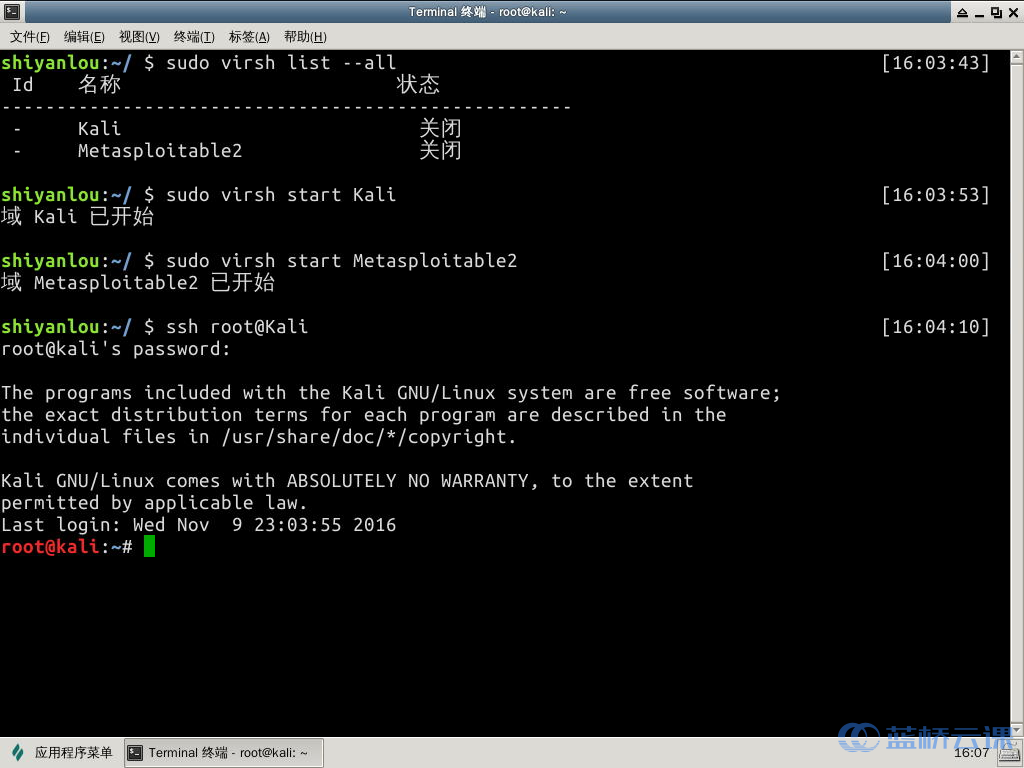 Terminal 终端 - root@kali: ~
文件(F) 编辑(E) 视图(V) 终端(T) 标签(A) 帮助(H)
shiyanlou:~/ $ sudo virsh list --all [16:03:43]
Id 名称 状态
----------------------------------------------------
- Kali 关闭
- Metasploitable2 关闭
shiyanlou:~/ $ sudo virsh start Kali [16:03:53]
域 Kali 已开始
shiyanlou:~/ $ sudo virsh start Metasploitable2 [16:04:00]
域 Metasploitable2 已开始
shiyanlou:~/ $ ssh root@Kali [16:04:10]
root@kali's password:
The programs included with the Kali GNU/Linux system are free software;
the exact distribution terms for each program are described in the
individual files in /usr/share/doc/*/copyright.
Kali GNU/Linux comes with ABSOLUTELY NO WARRANTY, to the extent
permitted by applicable law.
Last login: Wed Nov  9 23:03:55 2016
root@kali:~#
蓝桥云课
应用程序菜单 Terminal 终端 - root@kali: ~ 16:07